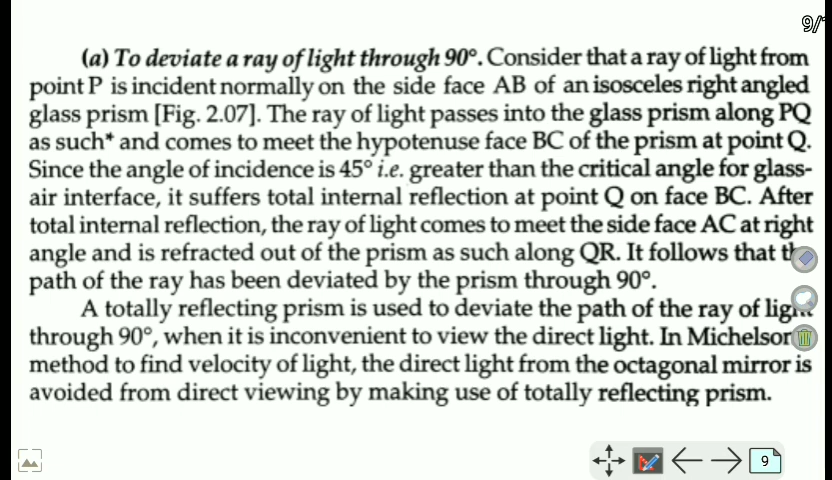 9/
(a) To deviate a ray of light through 90°. Consider that a ray of light from
point P is incident normally on the side face AB of an isosceles right angled
glass prism [Fig. 2.07]. The ray of light passes into the glass prism along PQ
as such* and comes to meet the hypotenuse face BC of the prism at point Q.
Since the angle of incidence is 45° i.e. greater than the critical angle for glass-
air interface, it suffers total internal reflection at point Q on face BC. After
total internal reflection, the ray of light comes to meet the side face AC at right
angle and is refracted out of the prism as such along QR. It follows that th
path of the ray has been deviated by the prism through 90°.
A totally reflecting prism is used to deviate the path of the ray of light
through 90°, when it is inconvenient to view the direct light. In Michelson
method to find velocity of light, the direct light from the octagonal mirror is
avoided from direct viewing by making use of totally reflecting prism.
9